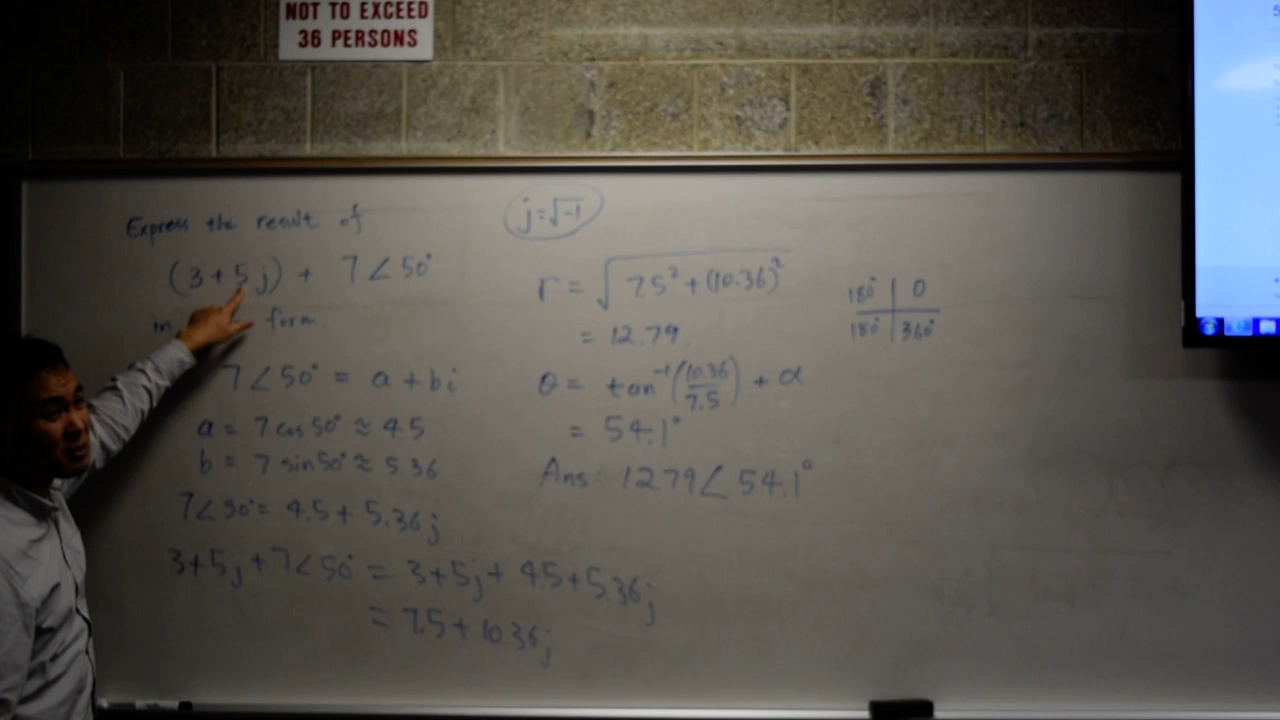 NOT TO EXCEED
36 PERSONS
Express the result of
(3+5j) + 7∠50°
in form
7∠50° = a+bi
a = 7 cos 50° ≈ 4.5
b = 7 sin 50° ≈ 5.36
7∠50° = 4.5 + 5.36j
3+5j+7∠50° = 3+5j+4.5+5.36j
= 7.5+10.36j
j=√-1
r = √7.5²+(10.36)²
= 12.79
θ = tan⁻¹(10.36/7.5) + α
= 54.1°
Ans: 12.79∠54.1°
180° | 0
180° | 360°